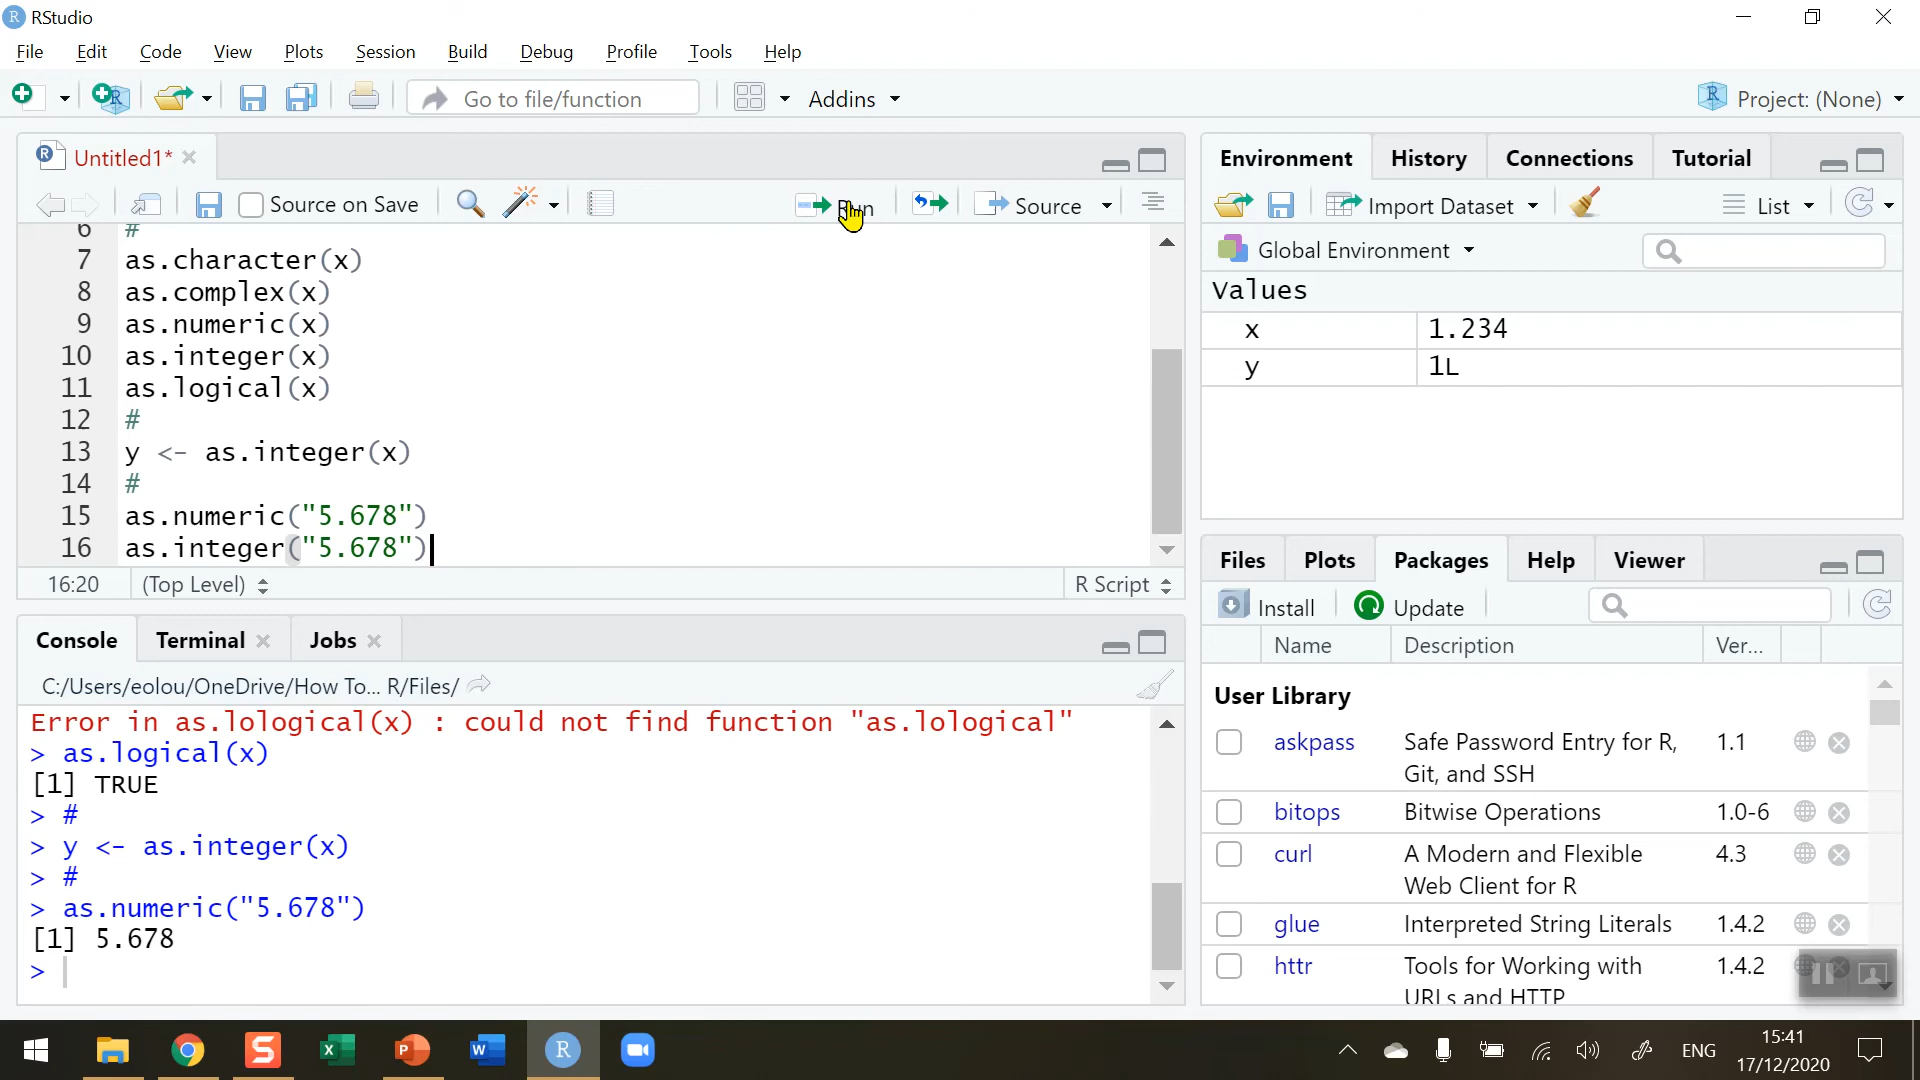 RStudio
File Edit Code View Plots Session Build Debug Profile Tools Help
Go to file/function Addins Project: (None)
Untitled1*
Source on Save Run Source
6 #
7 as.character(x)
8 as.complex(x)
9 as.numeric(x)
10 as.integer(x)
11 as.logical(x)
12 #
13 y <- as.integer(x)
14 #
15 as.numeric("5.678")
16 as.integer("5.678")
16:20 (Top Level) R Script
Console Terminal Jobs
C:/Users/eolou/OneDrive/How To... R/Files/
Error in as.lological(x) : could not find function "as.lological"
> as.logical(x)
[1] TRUE
> #
> y <- as.integer(x)
> #
> as.numeric("5.678")
[1] 5.678
>
Environment History Connections Tutorial
Import Dataset List
Global Environment
Values
x 1.234
y 1L
Files Plots Packages Help Viewer
Install Update
Name Description Ver...
User Library
askpass Safe Password Entry for R, 1.1
Git, and SSH
bitops Bitwise Operations 1.0-6
curl A Modern and Flexible 4.3
Web Client for R
glue Interpreted String Literals 1.4.2
httr Tools for Working with 1.4.2
URLs and HTTP
ENG
15:41
17/12/2020